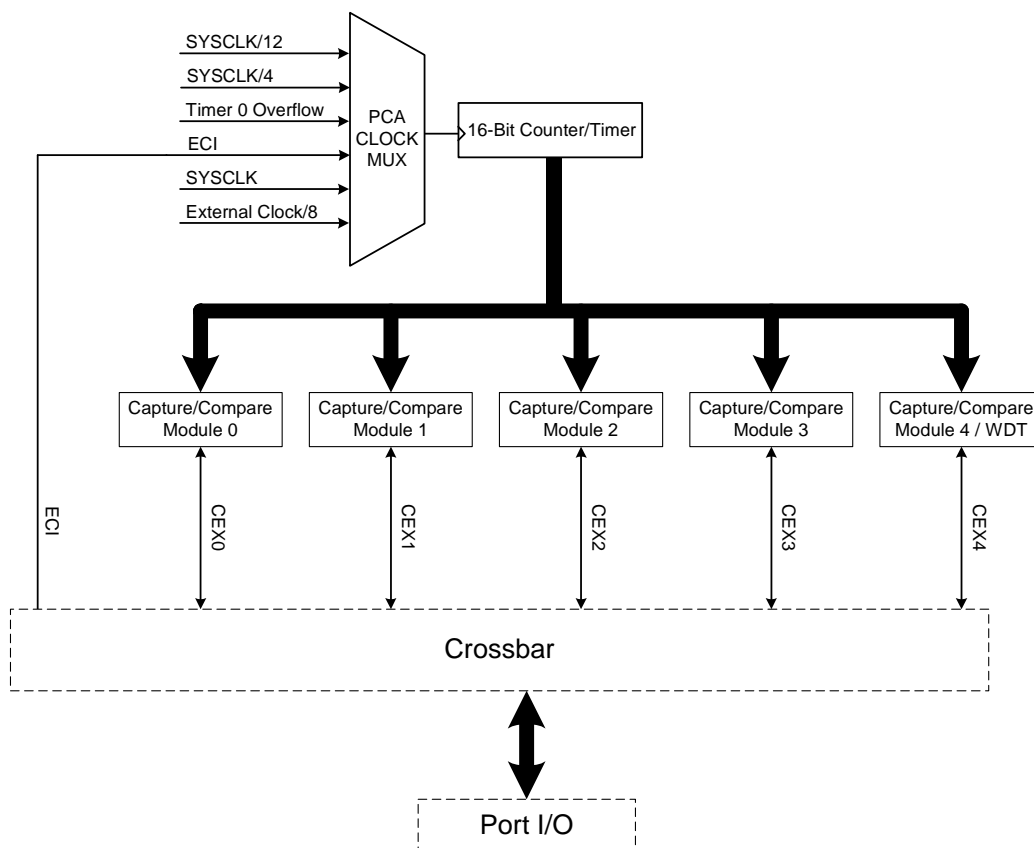 SYSCLK/12
SYSCLK/4
Timer 0 Overflow
ECI
SYSCLK
External Clock/8
PCA
CLOCK
MUX
16-Bit Counter/Timer
Capture/Compare
Module 0
Capture/Compare
Module 1
Capture/Compare
Module 2
Capture/Compare
Module 3
Capture/Compare
Module 4 / WDT
ECI
CEX0
CEX1
CEX2
CEX3
CEX4
Crossbar
Port I/O